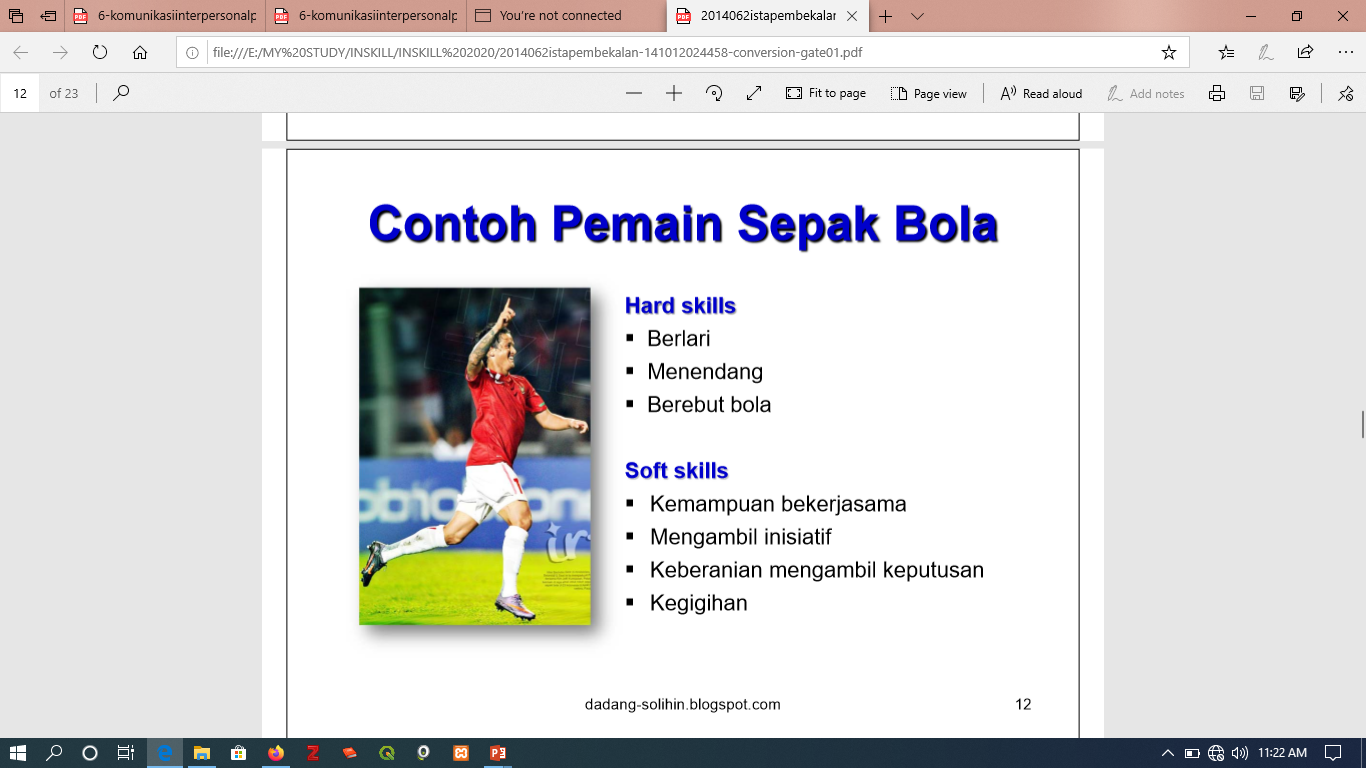 6-komunikasiinterpersonalp
6-komunikasiinterpersonalp
You're not connected
2014062istapembekalan
file:///E:/MY%20STUDY/INSKILL/INSKILL%202020/2014062istapembekalan-141012024458-conversion-gate01.pdf
12 of 23
Fit to page
Page view
Read aloud
Add notes
Contoh Pemain Sepak Bola
Hard skills
▪ Berlari
▪ Menendang
▪ Berebut bola
Soft skills
▪ Kemampuan bekerjasama
▪ Mengambil inisiatif
▪ Keberanian mengambil keputusan
▪ Kegigihan
dadang-solihin.blogspot.com
12
11:22 AM